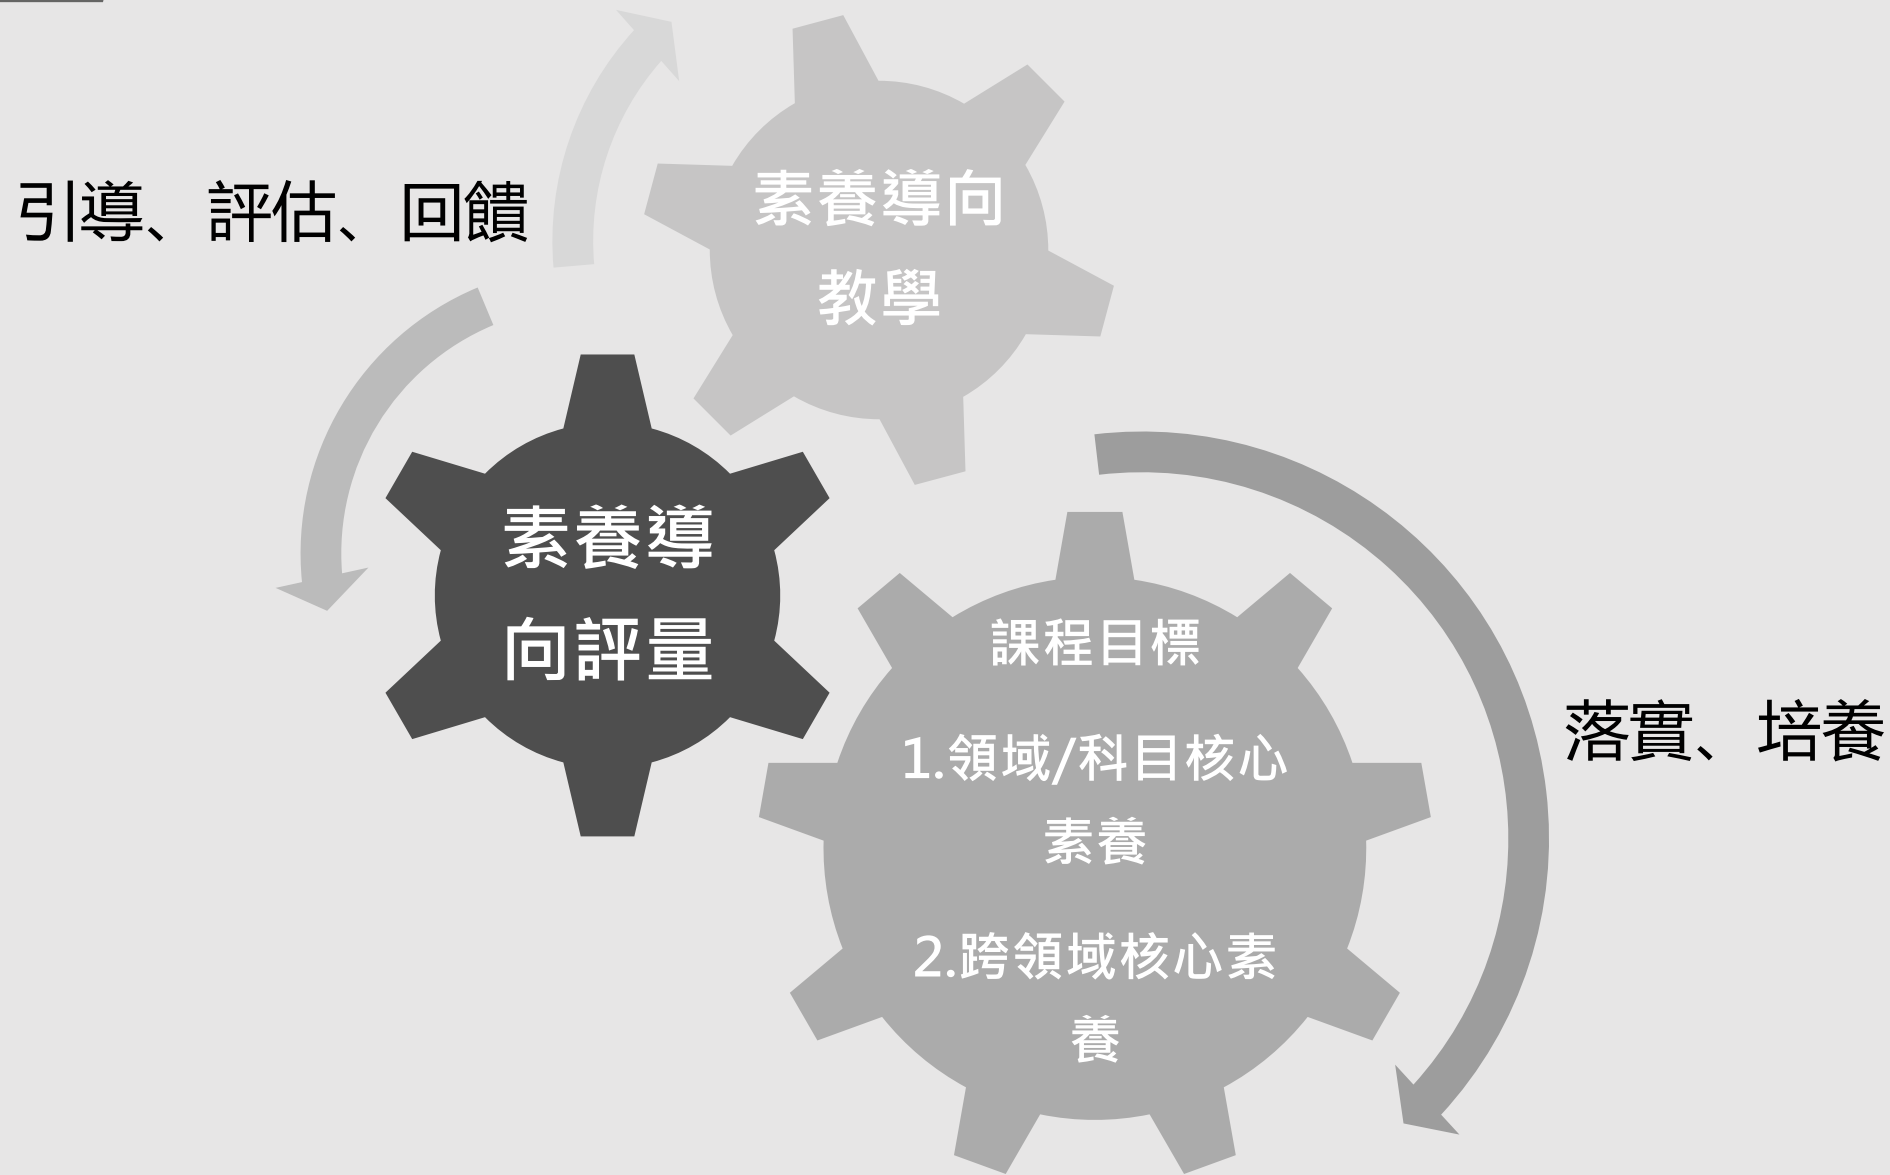 引導、評估、回饋
素養導向
教學
素養導
向評量
課程目標
1.領域/科目核心
素養
2.跨領域核心素
養
落實、培養